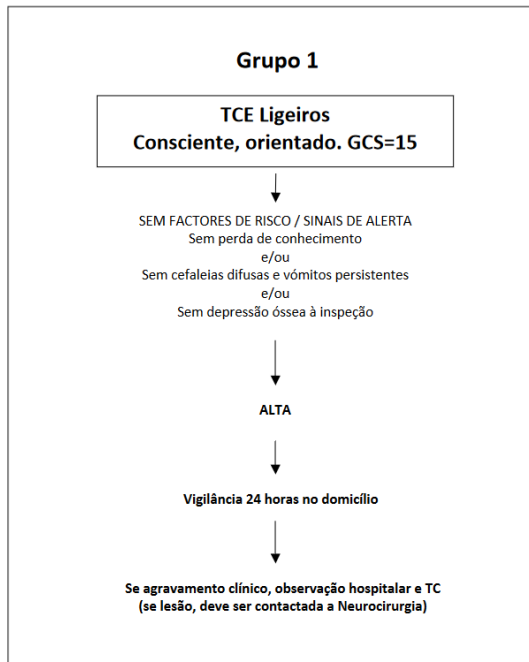 Grupo 1
TCE Ligeiros
Consciente, orientado. GCS=15
SEM FACTORES DE RISCO / SINAIS DE ALERTA
Sem perda de conhecimento
e/ou
Sem cefaleias difusas e vómitos persistentes
e/ou
Sem depressão óssea à inspeção
ALTA
Vigilância 24 horas no domicílio
Se agravamento clínico, observação hospitalar e TC
(se lesão, deve ser contactada a Neurocirurgia)